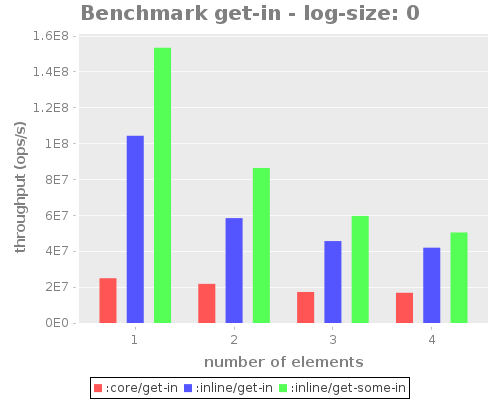 Benchmark get-in - log-size: 0
throughput (ops/s)
1.6E8
1.4E8
1.2E8
1E8
8E7
6E7
4E7
2E7
0E0
1 2 3 4
number of elements
:core/get-in :inline/get-in :inline/get-some-in